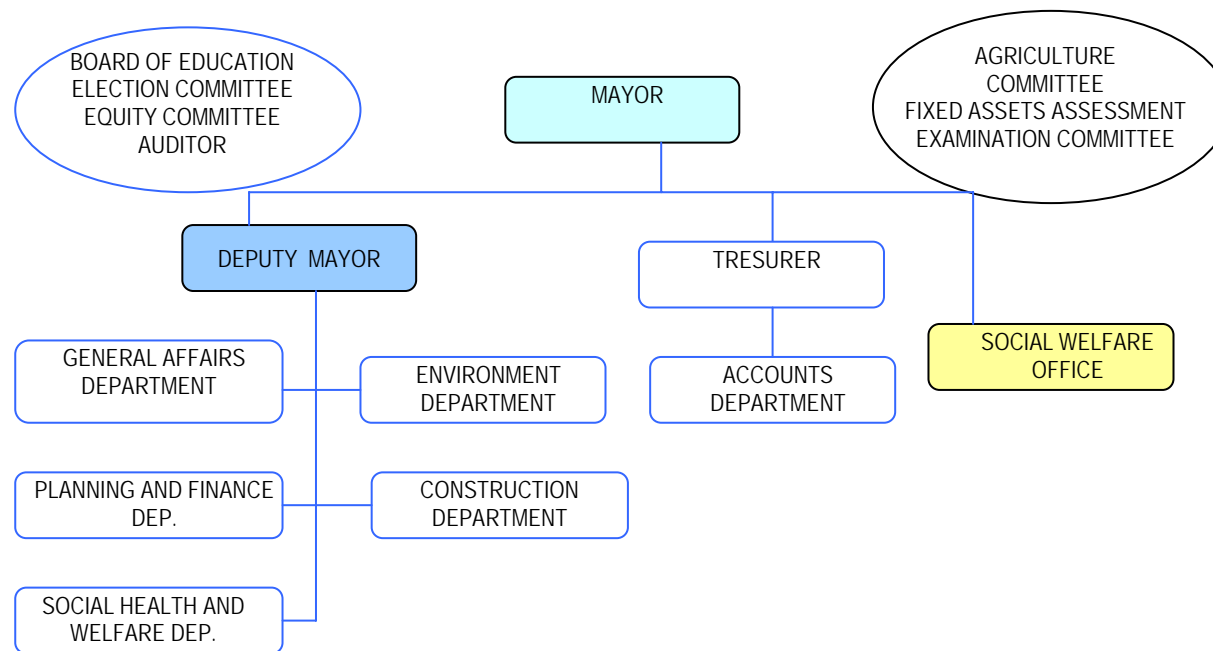 BOARD OF EDUCATION
ELECTION COMMITTEE
EQUITY COMMITTEE
AUDITOR
MAYOR
AGRICULTURE
COMMITTEE
FIXED ASSETS ASSESSMENT
EXAMINATION COMMITTEE
DEPUTY MAYOR
TRESURER
SOCIAL WELFARE
OFFICE
GENERAL AFFAIRS
DEPARTMENT
ENVIRONMENT
DEPARTMENT
ACCOUNTS
DEPARTMENT
PLANNING AND FINANCE
DEP.
CONSTRUCTION
DEPARTMENT
SOCIAL HEALTH AND
WELFARE DEP.